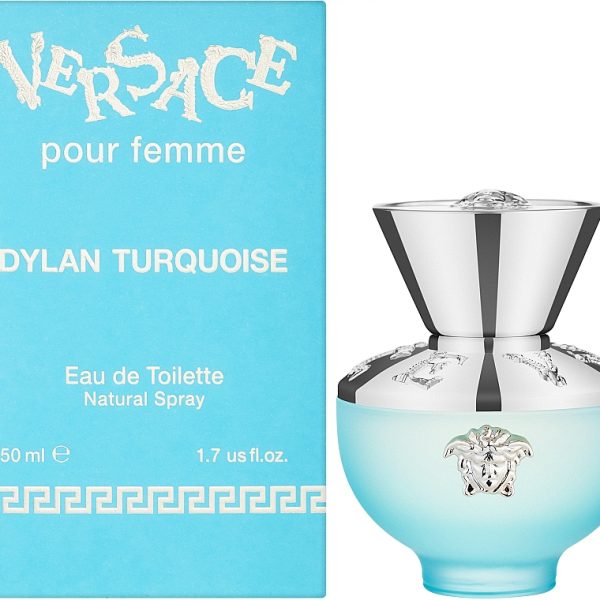 VERSACE
pour femme
DYLAN TURQUOISE
Eau de Toilette
Natural Spray
50 ml ℮ 1.7 us fl.oz.